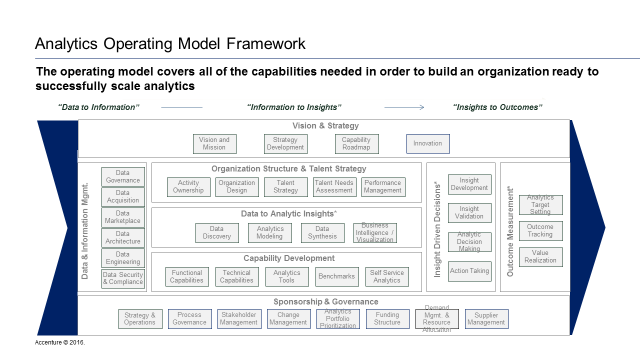 Analytics Operating Model Framework
The operating model covers all of the capabilities needed in order to build an organization ready to
successfully scale analytics
"Data to Information"
"Information to Insights"
"Insights to Outcomes"
Vision & Strategy
Vision and
Mission
Strategy
Development
Capability
Roadmap
Innovation
Data & Information Mgmt.
Data
Governance
Data
Acquisition
Data
Marketplace
Data
Architecture
Data
Engineering
Data Security
& Compliance
Organization Structure & Talent Strategy
Activity
Ownership
Organization
Design
Talent
Strategy
Talent Needs
Assessment
Performance
Management
Data to Analytic Insights*
Data
Discovery
Analytics
Modeling
Data
Synthesis
Business
Intelligence /
Visualization
Capability Development
Functional
Capabilities
Technical
Capabilities
Analytics
Tools
Benchmarks
Self Service
Analytics
Insight Driven Decisions*
Insight
Development
Insight
Validation
Analytic
Decision
Making
Action Taking
Outcome Measurement*
Analytics
Target
Setting
Outcome
Tracking
Value
Realization
Sponsorship & Governance
Strategy &
Operations
Process
Governance
Stakeholder
Management
Change
Management
Analytics
Portfolio
Prioritization
Funding
Structure
Demand
Mgmt. &
Resource
Allocation
Supplier
Management
Accenture © 2016.